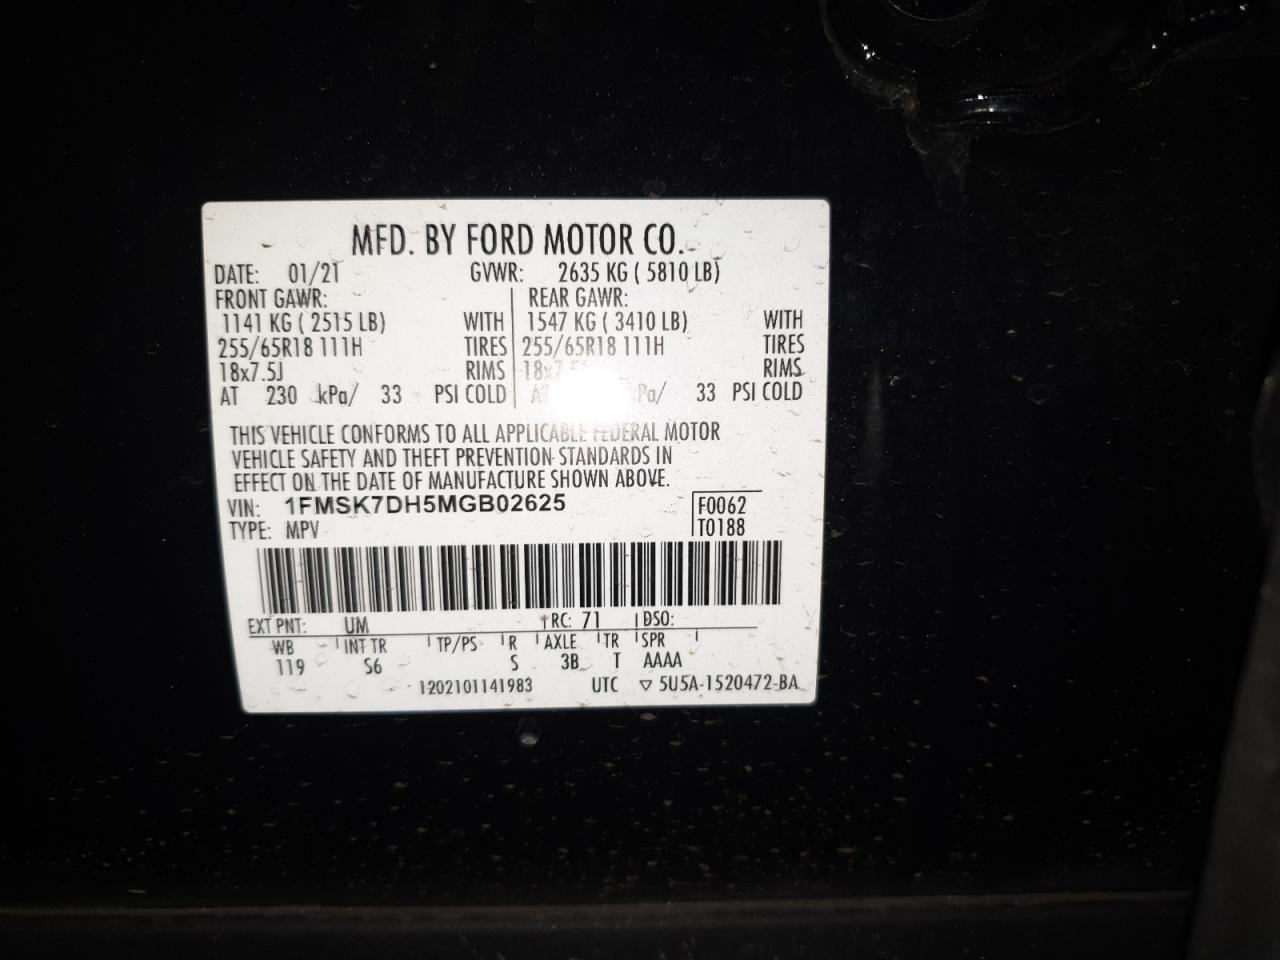 MFD. BY FORD MOTOR CO.
DATE: 01/21 GVWR: 2635 KG ( 5810 LB)
FRONT GAWR: REAR GAWR:
1141 KG ( 2515 LB) WITH 1547 KG ( 3410 LB) WITH
255/65R18 111H TIRES 255/65R18 111H TIRES
18x7.5J RIMS RIMS
AT 230 kPa/ 33 PSI COLD 33 PSI COLD
THIS VEHICLE CONFORMS TO ALL APPLICABLE FEDERAL MOTOR
VEHICLE SAFETY AND THEFT PREVENTION STANDARDS IN
EFFECT ON THE DATE OF MANUFACTURE SHOWN ABOVE.
VIN: 1FMSK7DH5MGB02625 F0062
TYPE: MPV T0188
EXT PNT: UM RC: 71 DSO:
WB INT TR TP/PS R AXLE TR SPR
119 S6 S 3B T AAAA
1202101141983 UTC ▽ 5U5A-1520472-BA